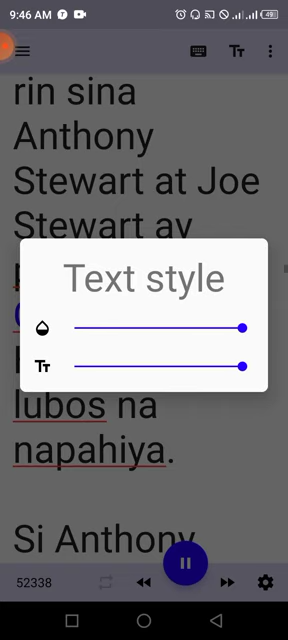 9:46 AM
49
rin sina
Anthony
Stewart at Joe
Stewart ay
Text style
lubos na
napahiya.
Si Anthony
52338